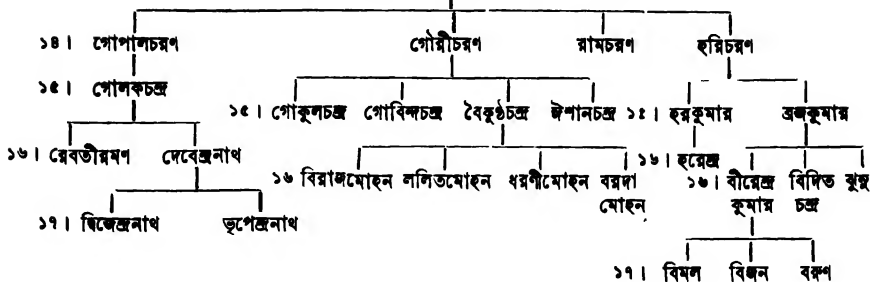 ১৪। গোপালচরণ গৌরীচরণ রামচরণ হরিচরণ
১৫। গোলকচন্দ্র
১৫। গোকুলচন্দ্র গোবিন্দচন্দ্র বৈকুণ্ঠচন্দ্র ঈশানচন্দ্র ১৫। হরকুমার ব্রজকুমার
১৬। রেবতীরমণ দেবেন্দ্রনাথ
১৬ বিরাজমোহন ললিতমোহন ধরণীমোহন বরদা
মোহন
১৬। হরেন্দ্র
১৬। বীরেন্দ্র
কুমার
বিদিত
চন্দ্র
১৭। দ্বিজেন্দ্রনাথ ভূপেন্দ্রনাথ
১৭। বিমল বিজন বরুণ